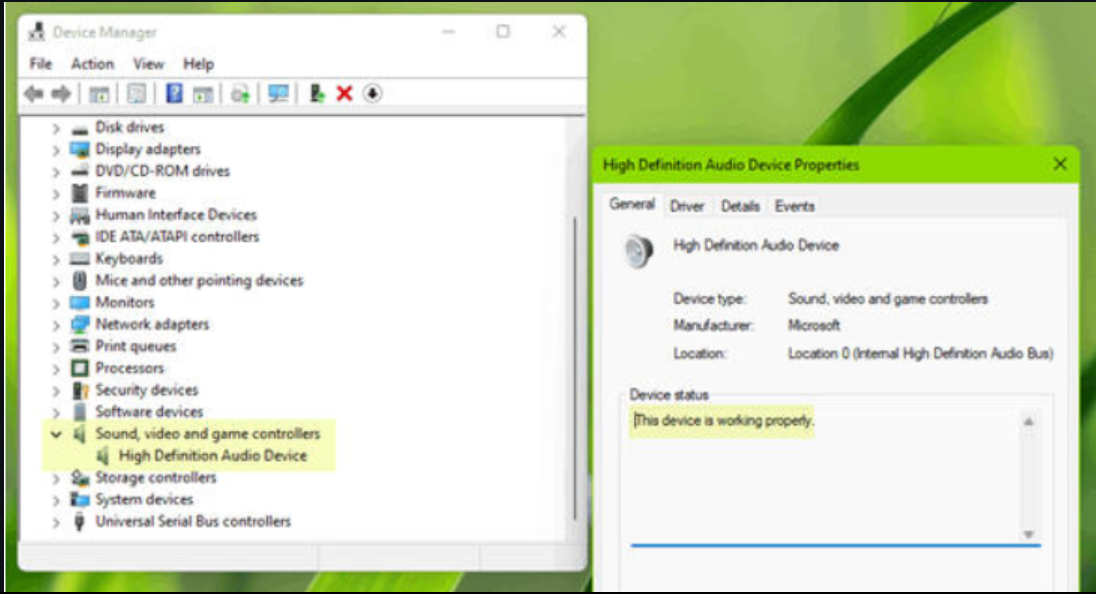 Device Manager
File Action View Help
Disk drives
Display adapters
DVD/CD-ROM drives
Firmware
Human Interface Devices
IDE ATA/ATAPI controllers
Keyboards
Mice and other pointing devices
Monitors
Network adapters
Print queues
Processors
Security devices
Software devices
Sound, video and game controllers
High Definition Audio Device
Storage controllers
System devices
Universal Serial Bus controllers
High Definition Audio Device Properties
General Driver Details Events
High Definition Audio Device
Device type: Sound, video and game controllers
Manufacturer: Microsoft
Location: Location 0 (Internal High Definition Audio Bus)
Device status
This device is working properly.